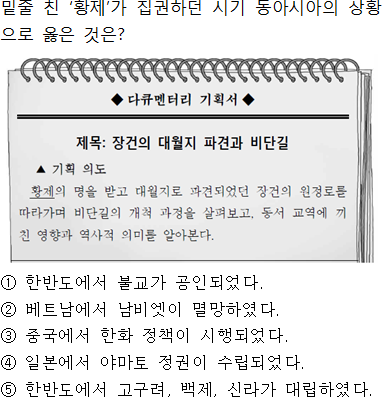 밑줄 친 '황제'가 집권하던 시기 동아시아의 상황
으로 옳은 것은?
◆ 다큐멘터리 기획서 ◆
제목: 장건의 대월지 파견과 비단길
▲ 기획 의도
황제의 명을 받고 대월지로 파견되었던 장건의 원정로를
따라가며 비단길의 개척 과정을 살펴보고, 동서 교역에 끼
친 영향과 역사적 의미를 알아본다.
① 한반도에서 불교가 공인되었다.
② 베트남에서 남비엣이 멸망하였다.
③ 중국에서 한화 정책이 시행되었다.
④ 일본에서 야마토 정권이 수립되었다.
⑤ 한반도에서 고구려, 백제, 신라가 대립하였다.